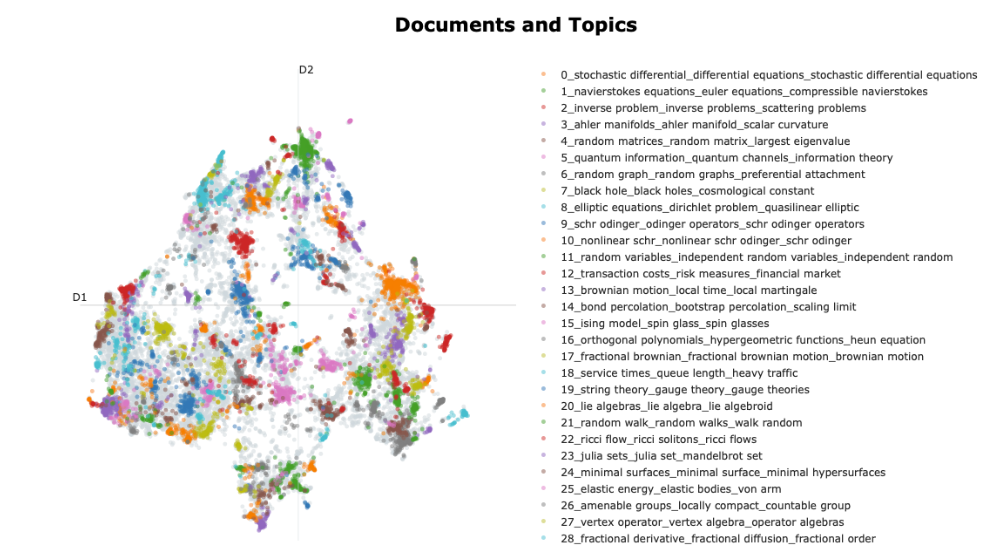 Documents and Topics
D2
D1
0_stochastic differential_differential equations_stochastic differential equations
1_navierstokes equations_euler equations_compressible navierstokes
2_inverse problem_inverse problems_scattering problems
3_ahler manifolds_ahler manifold_scalar curvature
4_random matrices_random matrix_largest eigenvalue
5_quantum information_quantum channels_information theory
6_random graph_random graphs_preferential attachment
7_black hole_black holes_cosmological constant
8_elliptic equations_dirichlet problem_quasilinear elliptic
9_schr odinger_odinger operators_schr odinger operators
10_nonlinear schr_nonlinear schr odinger_schr odinger
11_random variables_independent random variables_independent random
12_transaction costs_risk measures_financial market
13_brownian motion_local time_local martingale
14_bond percolation_bootstrap percolation_scaling limit
15_ising model_spin glass_spin glasses
16_orthogonal polynomials_hypergeometric functions_heun equation
17_fractional brownian_fractional brownian motion_brownian motion
18_service times_queue length_heavy traffic
19_string theory_gauge theory_gauge theories
20_lie algebras_lie algebra_lie algebroid
21_random walk_random walks_walk random
22_ricci flow_ricci solitons_ricci flows
23_julia sets_julia set_mandelbrot set
24_minimal surfaces_minimal surface_minimal hypersurfaces
25_elastic energy_elastic bodies_von arm
26_amenable groups_locally compact_countable group
27_vertex operator_vertex algebra_operator algebras
28_fractional derivative_fractional diffusion_fractional order